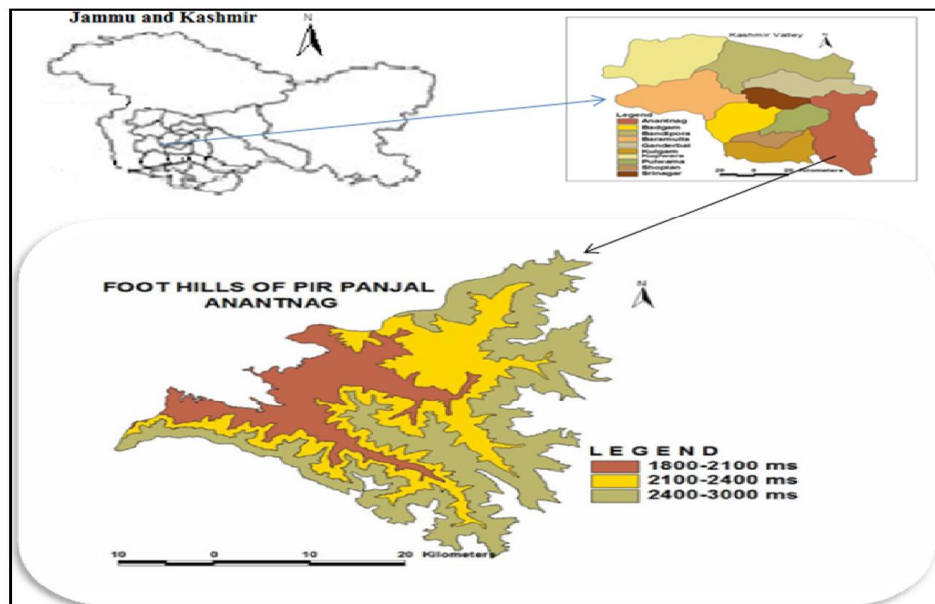 Jammu and Kashmir
N
Kashmir Valley
N
Legend
Anantnag
Badgam
Bandipora
Baramulla
Ganderbal
Kulgam
Kupwara
Pulwama
Shopian
Srinagar
20 0 20 Kilometers
FOOT HILLS OF PIR PANJAL
ANANTNAG
N
LEGEND
1800-2100 ms
2100-2400 ms
2400-3000 ms
10 0 10 20 Kilometers